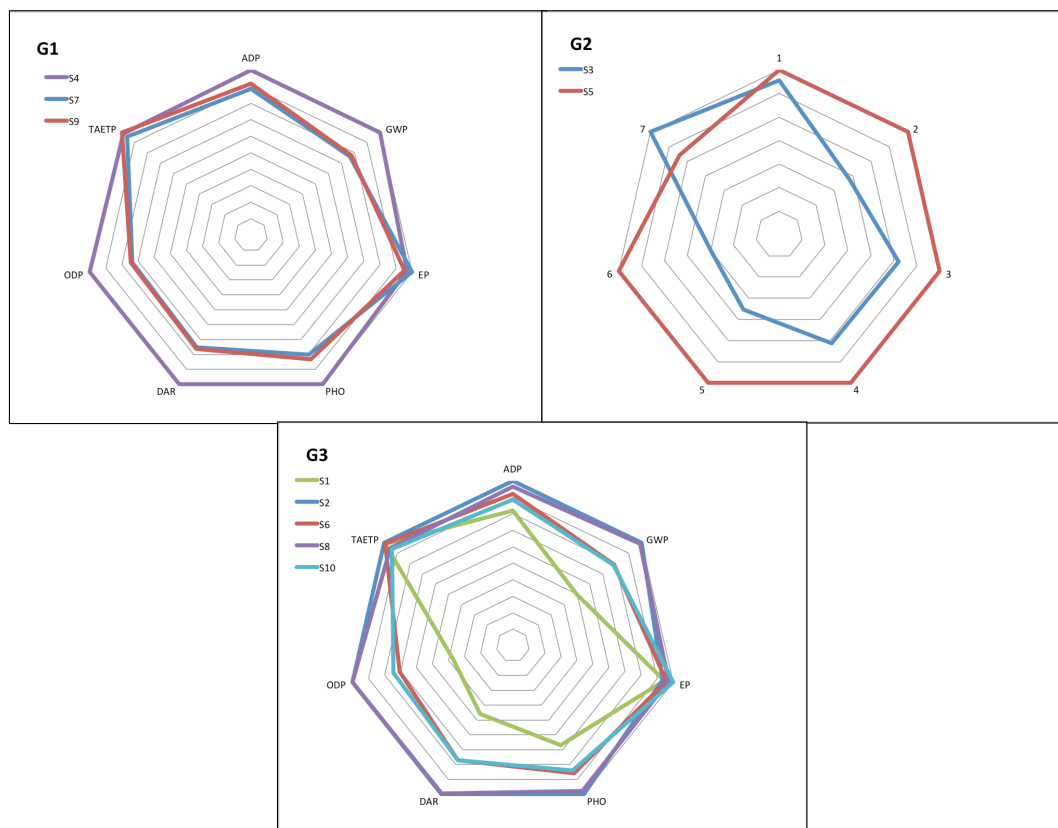 G1
S4
S7
S9
ADP
GWP
EP
PHO
DAR
ODP
TAETP
G2
S3
S5
1
2
3
4
5
6
7
G3
S1
S2
S6
S8
S10
ADP
GWP
EP
PHO
DAR
ODP
TAETP